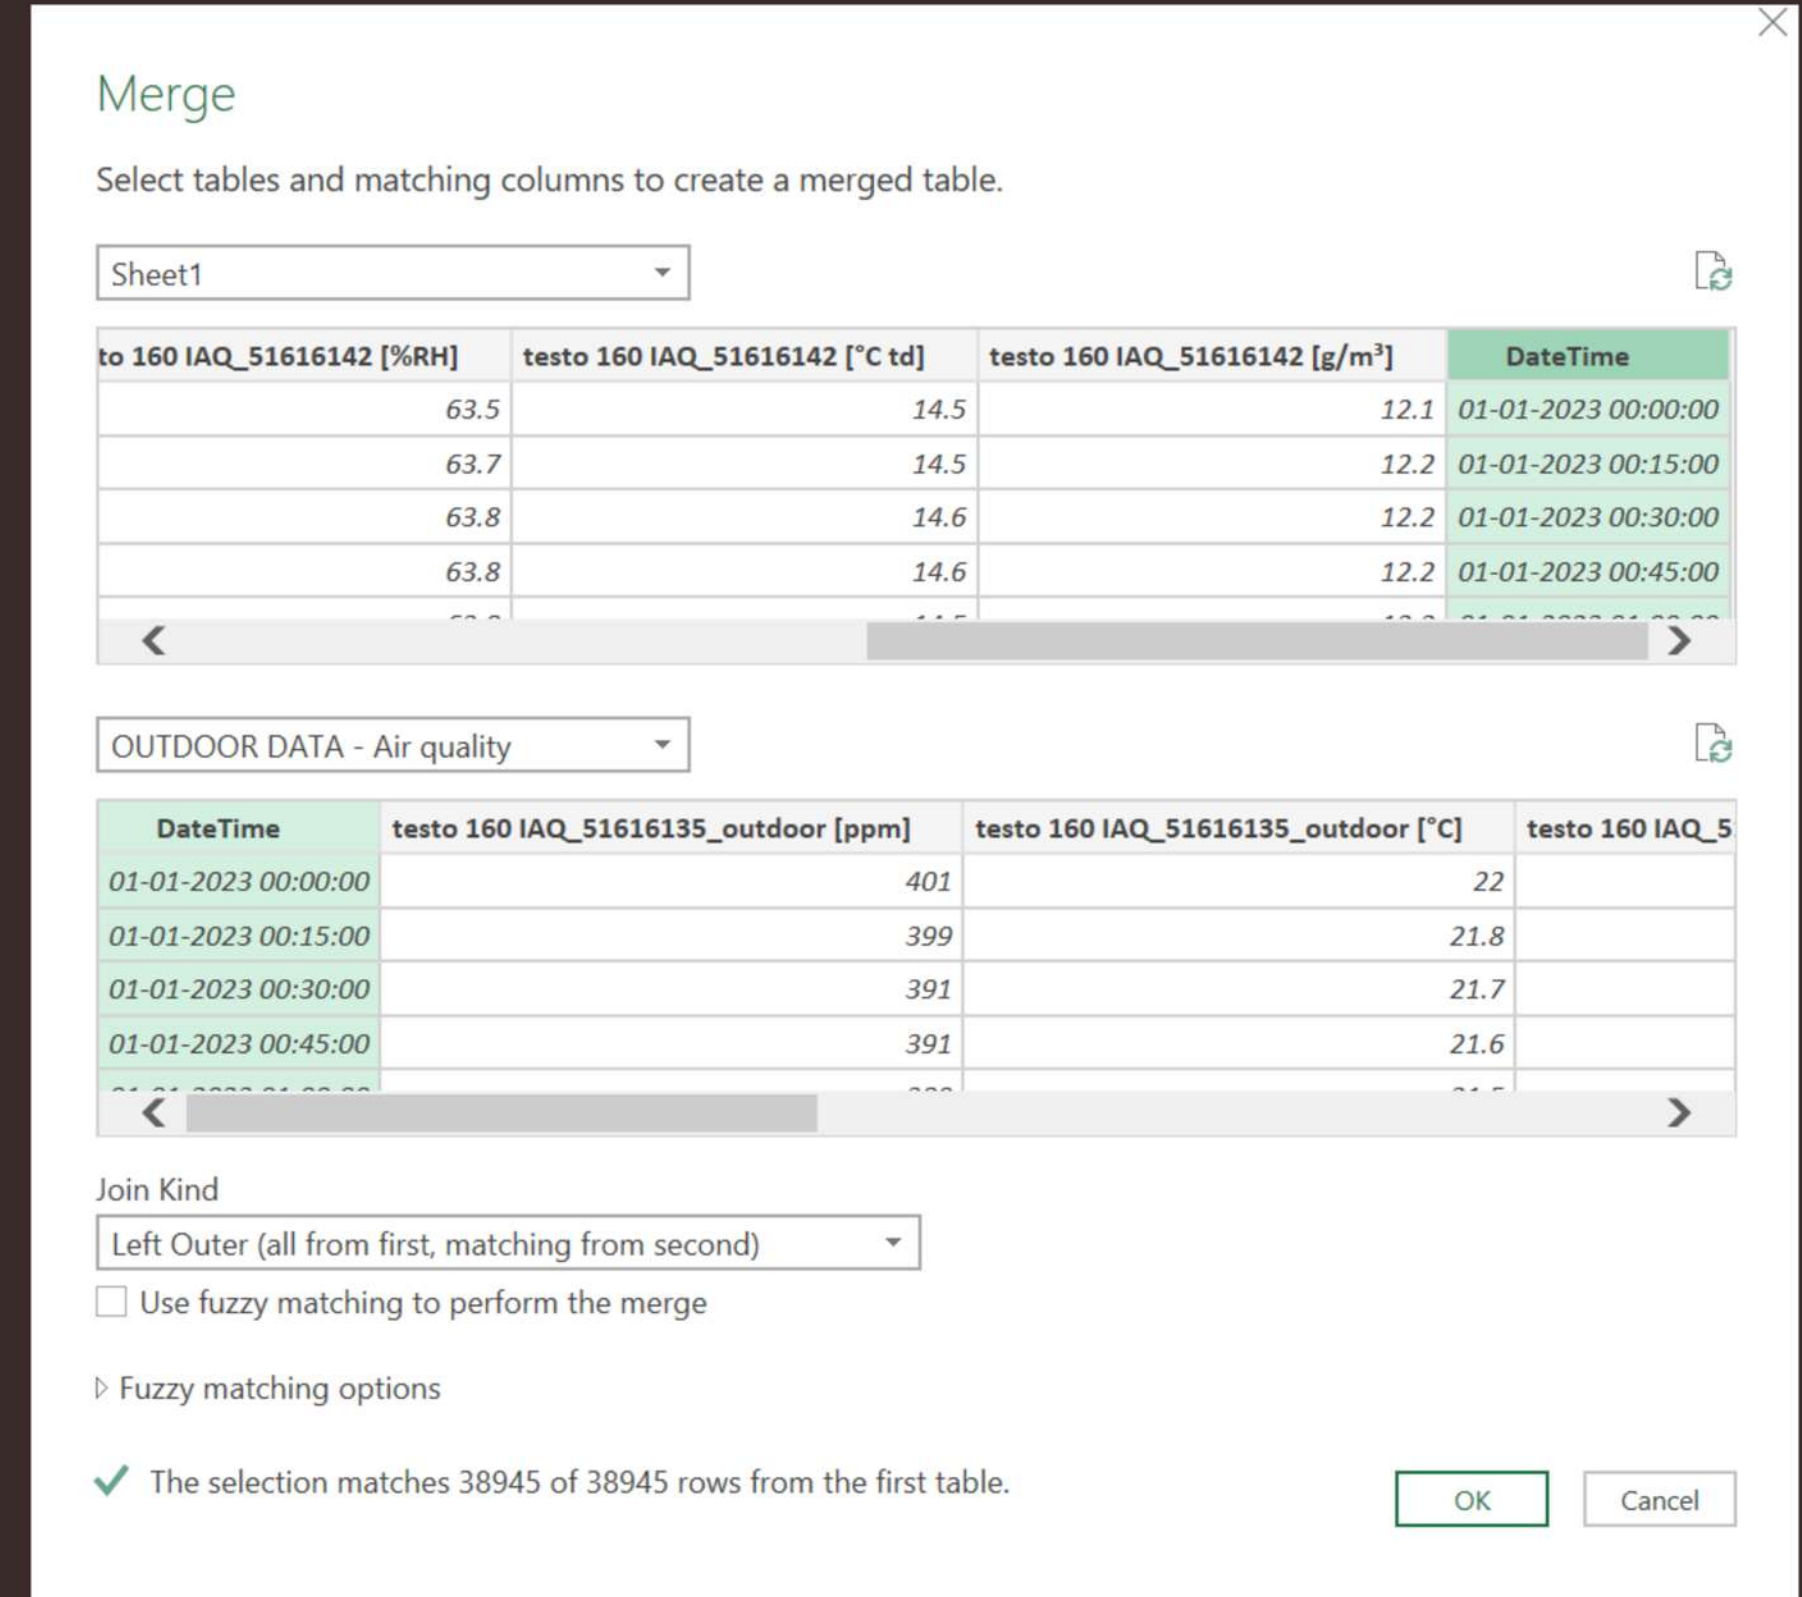 Merge
Select tables and matching columns to create a merged table.
Sheet1
to 160 IAQ_51616142 [%RH] testo 160 IAQ_51616142 [°C td] testo 160 IAQ_51616142 [g/m³] DateTime
63.5 14.5 12.1 01-01-2023 00:00:00
63.7 14.5 12.2 01-01-2023 00:15:00
63.8 14.6 12.2 01-01-2023 00:30:00
63.8 14.6 12.2 01-01-2023 00:45:00
OUTDOOR DATA - Air quality
DateTime testo 160 IAQ_51616135_outdoor [ppm] testo 160 IAQ_51616135_outdoor [°C] testo 160 IAQ_5
01-01-2023 00:00:00 401 22
01-01-2023 00:15:00 399 21.8
01-01-2023 00:30:00 391 21.7
01-01-2023 00:45:00 391 21.6
Join Kind
Left Outer (all from first, matching from second)
Use fuzzy matching to perform the merge
Fuzzy matching options
The selection matches 38945 of 38945 rows from the first table.
OK Cancel